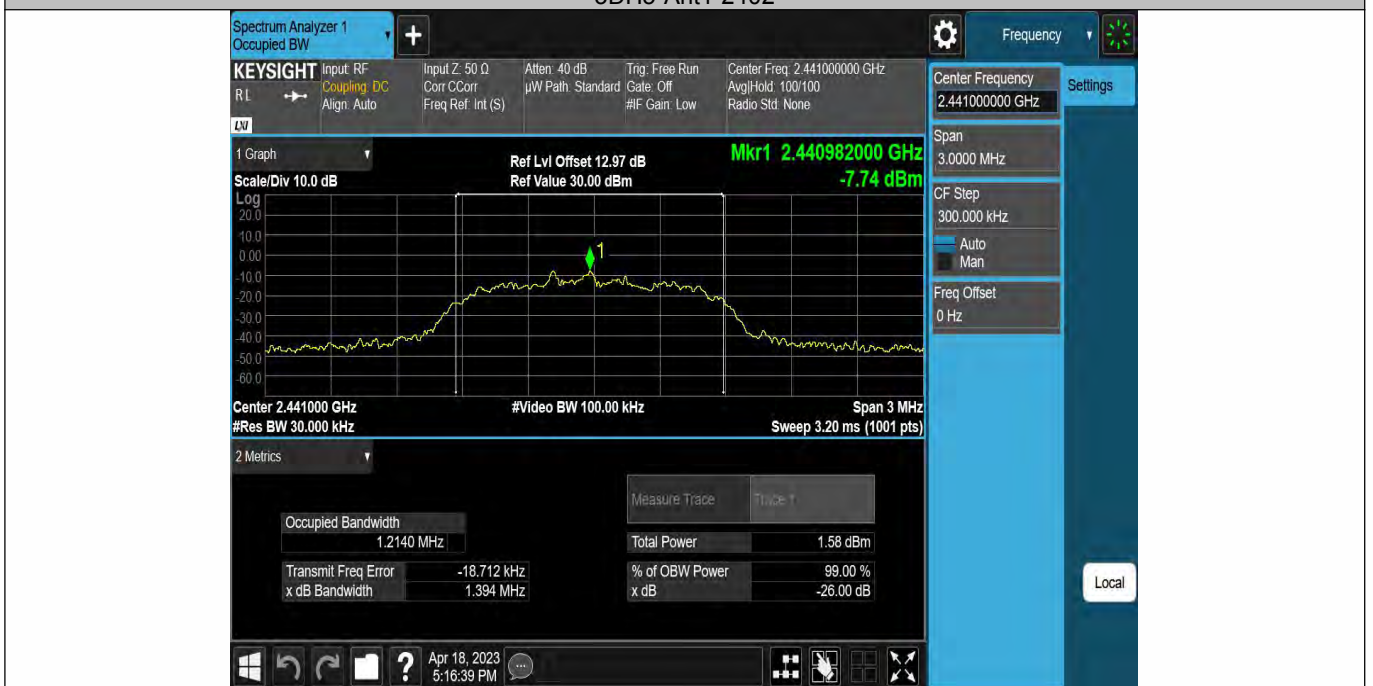 Spectrum Analyzer 1
Occupied BW
Frequency
KEYSIGHT
RL
LXI
Input: RF
Coupling: DC
Align: Auto
Input Z: 50 Ω
Corr CCorr
Freq Ref: Int (S)
Atten: 40 dB
µW Path: Standard
Trig: Free Run
Gate: Off
#IF Gain: Low
Center Freq: 2.441000000 GHz
Avg|Hold: 100/100
Radio Std: None
Center Frequency
2.441000000 GHz
Settings
Span
3.0000 MHz
CF Step
300.000 kHz
Auto
Man
Freq Offset
0 Hz
Local
1 Graph
Scale/Div 10.0 dB
Ref Lvl Offset 12.97 dB
Ref Value 30.00 dBm
Mkr1 2.440982000 GHz
-7.74 dBm
Log
20.0
10.0
0.00
-10.0
-20.0
-30.0
-40.0
-50.0
-60.0
1
Center 2.441000 GHz
#Video BW 100.00 kHz
Span 3 MHz
#Res BW 30.000 kHz
Sweep 3.20 ms (1001 pts)
2 Metrics
Measure Trace
Trace 1
Occupied Bandwidth
1.2140 MHz
Total Power
1.58 dBm
Transmit Freq Error
-18.712 kHz
% of OBW Power
99.00 %
x dB Bandwidth
1.394 MHz
x dB
-26.00 dB
?
Apr 18, 2023
5:16:39 PM